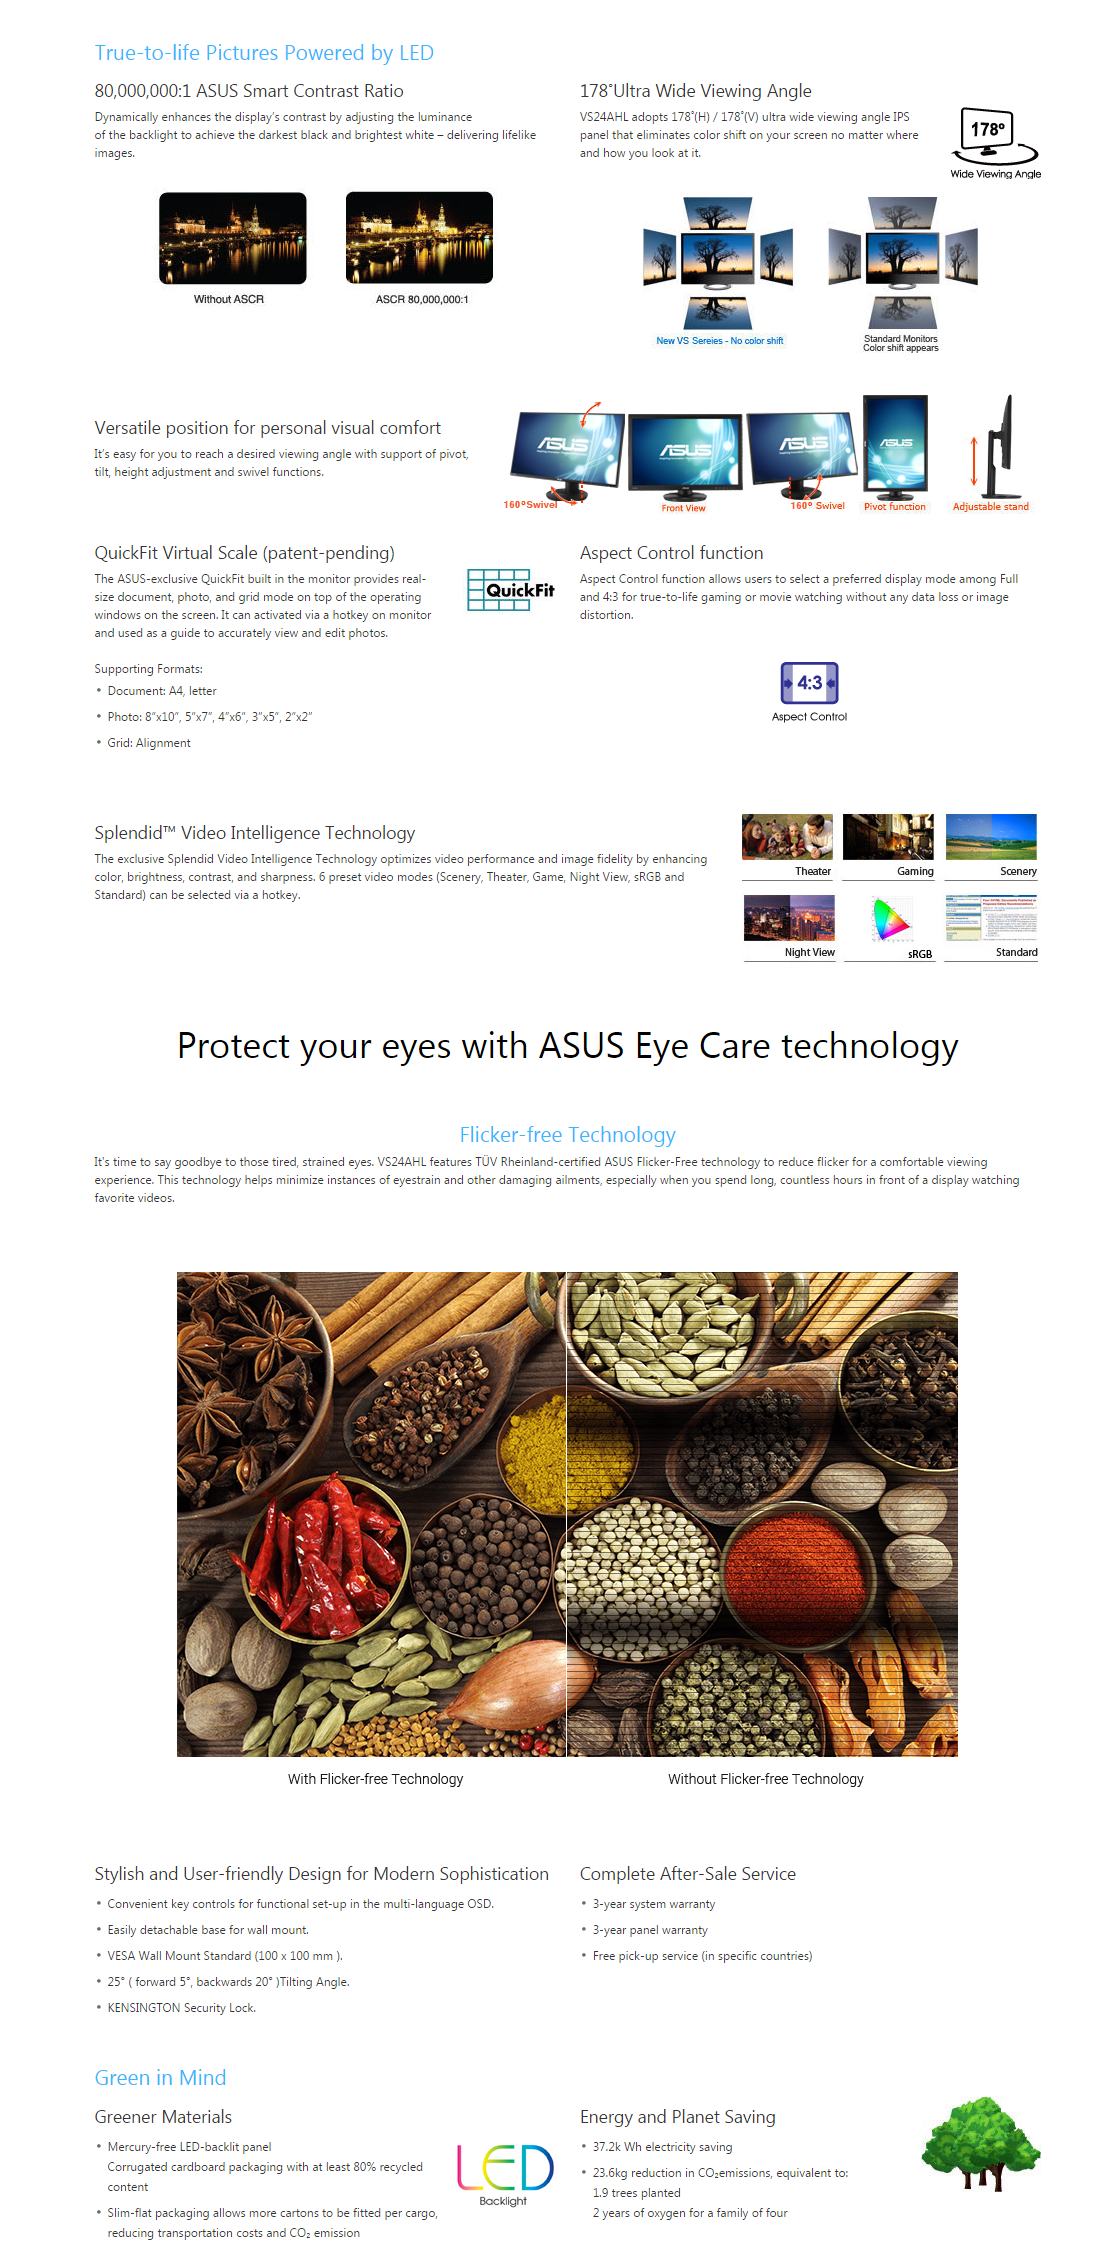 True-to-life Pictures Powered by LED
80,000,000:1 ASUS Smart Contrast Ratio
Dynamically enhances the display's contrast by adjusting the luminance
of the backlight to achieve the darkest black and brightest white – delivering lifelike
images.
Without ASCR
ASCR 80,000,000:1
178°Ultra Wide Viewing Angle
VS24AHL adopts 178°(H) / 178°(V) ultra wide viewing angle IPS
panel that eliminates color shift on your screen no matter where
and how you look at it.
178°
Wide Viewing Angle
New VS Sereies - No color shift
Standard Monitors
Color shift appears
Versatile position for personal visual comfort
It's easy for you to reach a desired viewing angle with support of pivot,
tilt, height adjustment and swivel functions.
ASUS
ASUS
ASUS
ASUS
160°Swivel
Front View
160° Swivel
Pivot function
Adjustable stand
QuickFit Virtual Scale (patent-pending)
The ASUS-exclusive QuickFit built in the monitor provides real-
size document, photo, and grid mode on top of the operating
windows on the screen. It can activated via a hotkey on monitor
and used as a guide to accurately view and edit photos.
QuickFit
Supporting Formats:
• Document: A4, letter
• Photo: 8"x10", 5"x7", 4"x6", 3"x5", 2"x2"
• Grid: Alignment
Aspect Control function
Aspect Control function allows users to select a preferred display mode among Full
and 4:3 for true-to-life gaming or movie watching without any data loss or image
distortion.
4:3
Aspect Control
Splendid™ Video Intelligence Technology
The exclusive Splendid Video Intelligence Technology optimizes video performance and image fidelity by enhancing
color, brightness, contrast, and sharpness. 6 preset video modes (Scenery, Theater, Game, Night View, sRGB and
Standard) can be selected via a hotkey.
Theater
Gaming
Scenery
Night View
sRGB
Standard
Protect your eyes with ASUS Eye Care technology
Flicker-free Technology
It's time to say goodbye to those tired, strained eyes. VS24AHL features TÜV Rheinland-certified ASUS Flicker-Free technology to reduce flicker for a comfortable viewing
experience. This technology helps minimize instances of eyestrain and other damaging ailments, especially when you spend long, countless hours in front of a display watching
favorite videos.
With Flicker-free Technology
Without Flicker-free Technology
Stylish and User-friendly Design for Modern Sophistication
• Convenient key controls for functional set-up in the multi-language OSD.
• Easily detachable base for wall mount.
• VESA Wall Mount Standard (100 x 100 mm ).
• 25° ( forward 5°, backwards 20° )Tilting Angle.
• KENSINGTON Security Lock.
Complete After-Sale Service
• 3-year system warranty
• 3-year panel warranty
• Free pick-up service (in specific countries)
Green in Mind
Greener Materials
• Mercury-free LED-backlit panel
Corrugated cardboard packaging with at least 80% recycled
content
• Slim-flat packaging allows more cartons to be fitted per cargo,
reducing transportation costs and CO₂ emission
LED
Backlight
Energy and Planet Saving
• 37.2k Wh electricity saving
• 23.6kg reduction in CO₂emissions, equivalent to:
1.9 trees planted
2 years of oxygen for a family of four